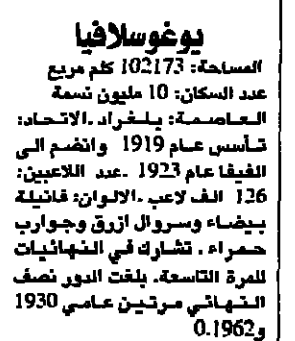 يوغوسلافيا
المساحة: 102173 كلم مربع
عدد السكان: 10 مليون نسمة
العاصمة: بلغراد .الاتحاد:
تأسس عام 1919 وانضم الى
الفيفا عام 1923 .عدد اللاعبين:
126 الف لاعب .الالوان: فانيلة
بيضاء وسروال ازرق وجوارب
حمراء . تشارك في النهائيات
للمرة التاسعة. بلغت الدور نصف
النهائي مرتين عامي 1930
و1962.0